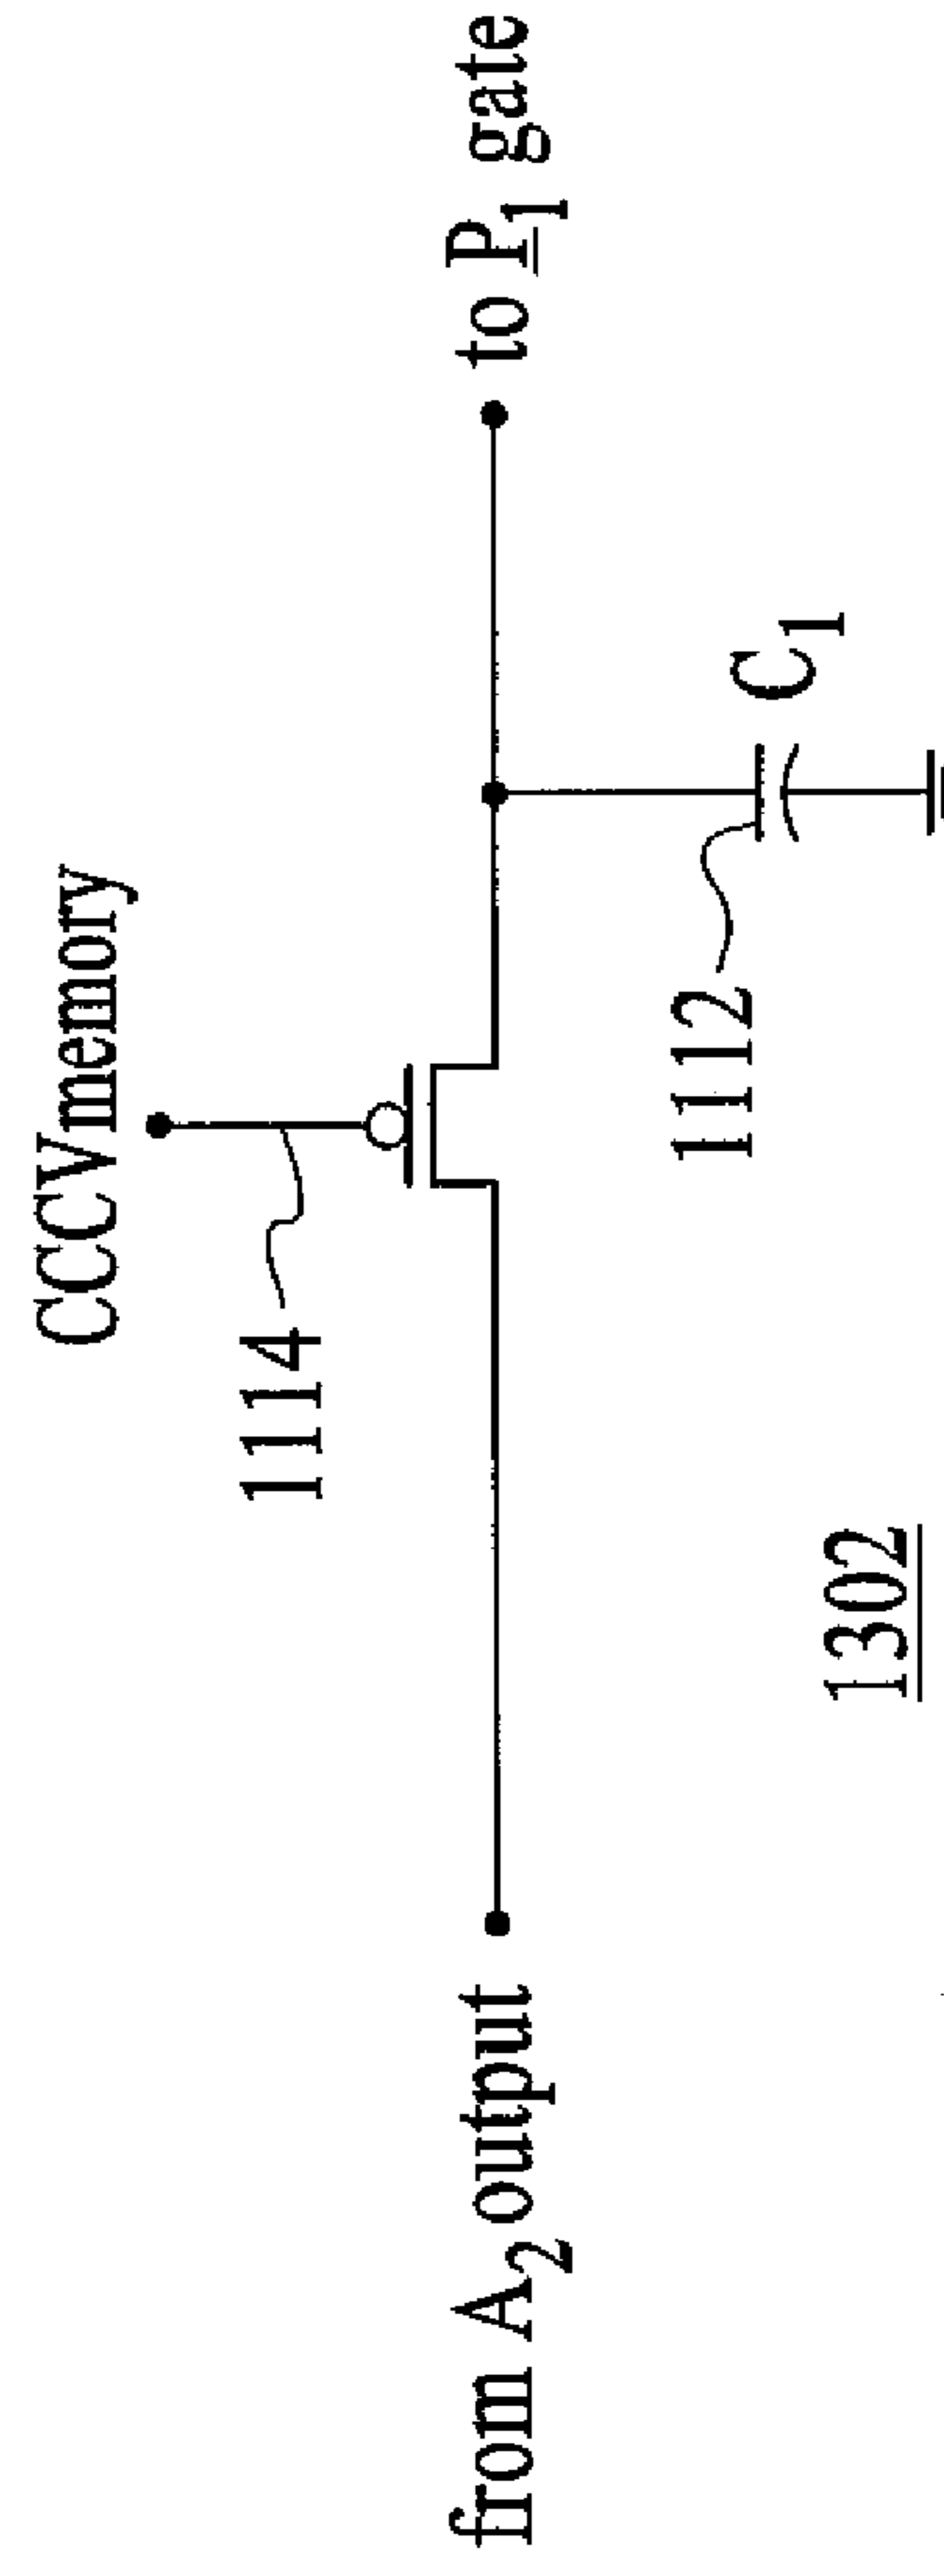 CCCVmemory
1114
from A2 output
to P1 gate
1112
C1
1302